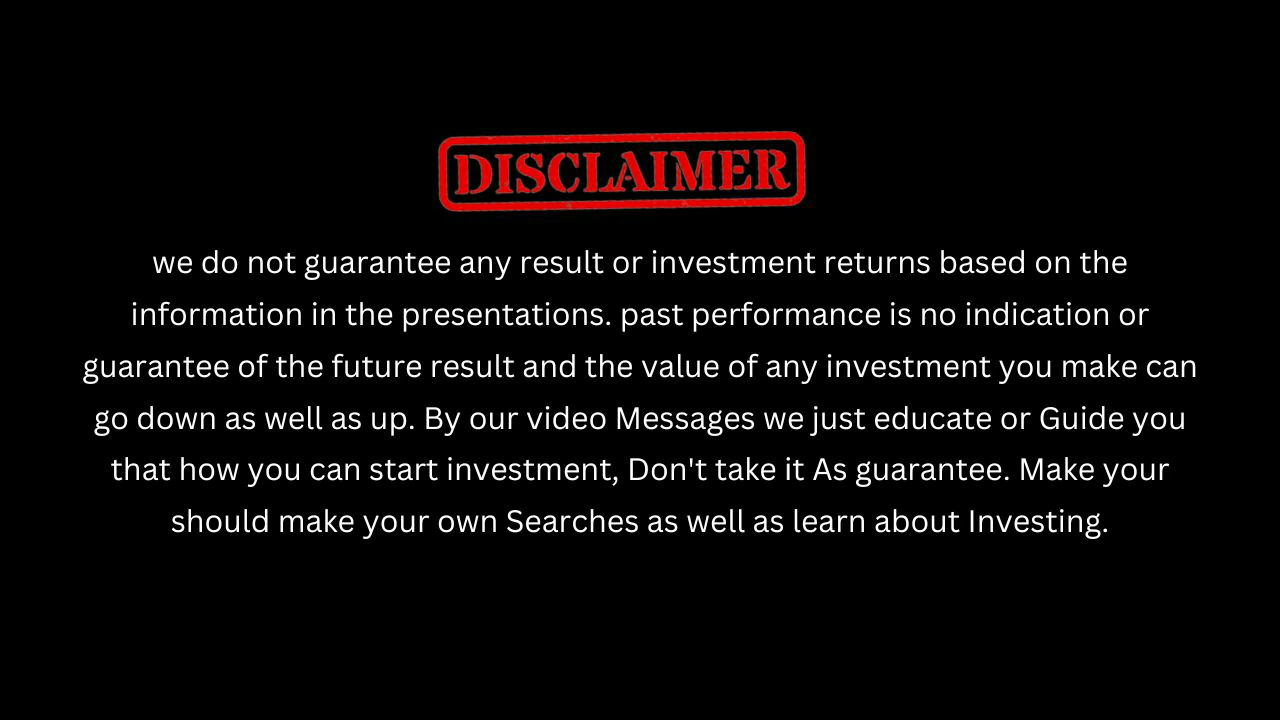 DISCLAIMER
we do not guarantee any result or investment returns based on the
information in the presentations. past performance is no indication or
guarantee of the future result and the value of any investment you make can
go down as well as up. By our video Messages we just educate or Guide you
that how you can start investment, Don't take it As guarantee. Make your
should make your own Searches as well as learn about Investing.